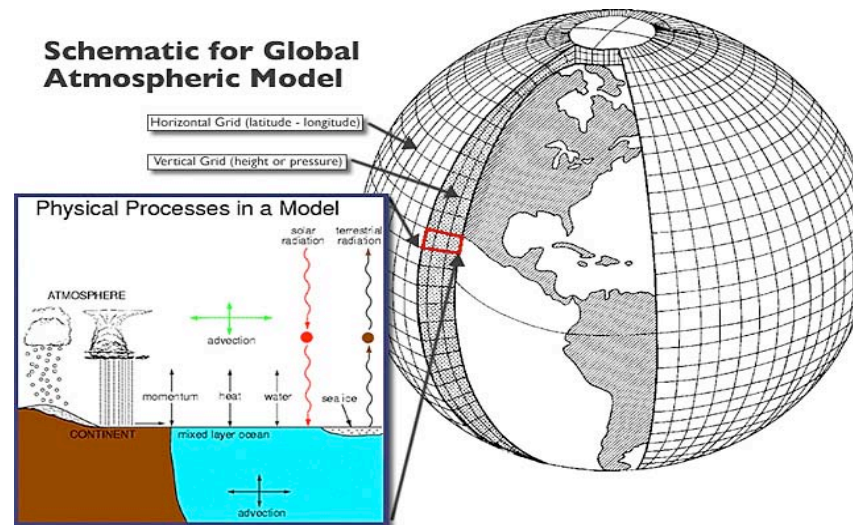 Schematic for Global
Atmospheric Model
Horizontal Grid (latitude - longitude)
Vertical Grid (height or pressure)
Physical Processes in a Model
solar
radiation
terrestrial
radiation
ATMOSPHERE
advection
momentum
heat
water
sea ice
CONTINENT
mixed layer ocean
advection